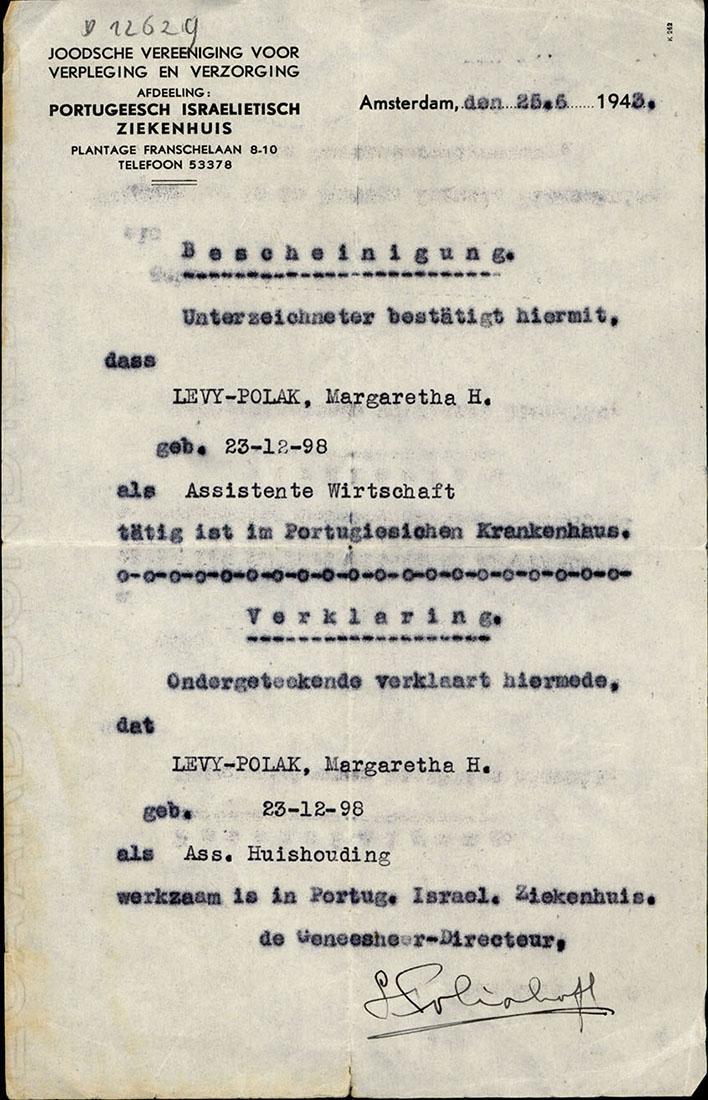 D 12629
K 262
JOODSCHE VEREENIGING VOOR
VERPLEGING EN VERZORGING
AFDEELING:
PORTUGEESCH ISRAELIETISCH
ZIEKENHUIS
PLANTAGE FRANSCHELAAN 8-10
TELEFOON 53378
Amsterdam, den 25.6 1943.
Bescheinigung.
Unterzeichneter bestätigt hiermit,
dass
LEVY-POLAK, Margaretha H.
geb. 23-12-98
als Assistente Wirtschaft
tätig ist im Portugiesichen Krankenhaus.
o-o-o-o-o-o-o-o-o-o-o-o-o-o-o-o-o-o-o-o-
Verklaring.
Ondergeteekende verklaart hiermede,
dat
LEVY-POLAK, Margaretha H.
geb. 23-12-98
als Ass. Huishouding
werkzaam is in Portug. Israel. Ziekenhuis.
de Geneesheer-Directeur,